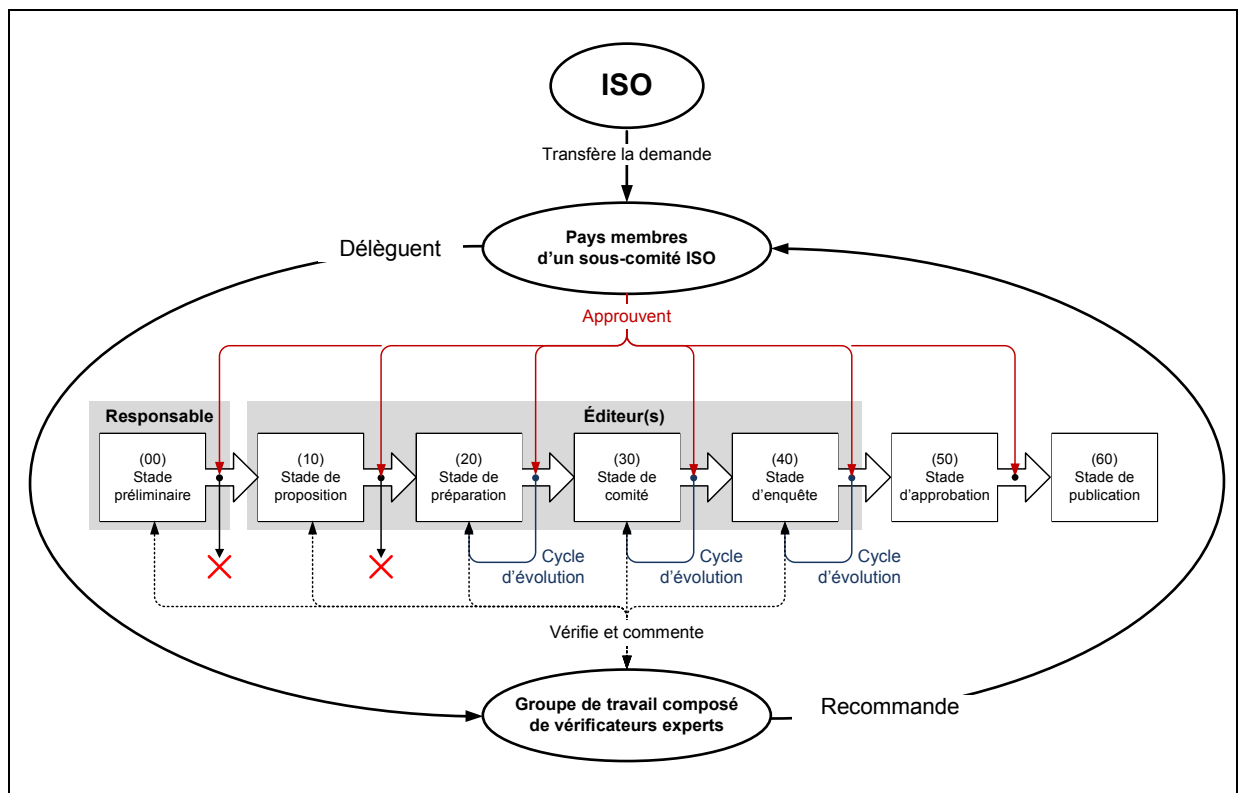 ISO
Transfère la demande
Délèguent
Pays membres
d'un sous-comité ISO
Approuvent
Responsable
Éditeur(s)
(00)
Stade
préliminaire
(10)
Stade de
proposition
(20)
Stade de
préparation
(30)
Stade de
comité
(40)
Stade
d'enquête
(50)
Stade
d'approbation
(60)
Stade de
publication
Cycle
d'évolution
Cycle
d'évolution
Cycle
d'évolution
Vérifie et commente
Groupe de travail composé
de vérificateurs experts
Recommande